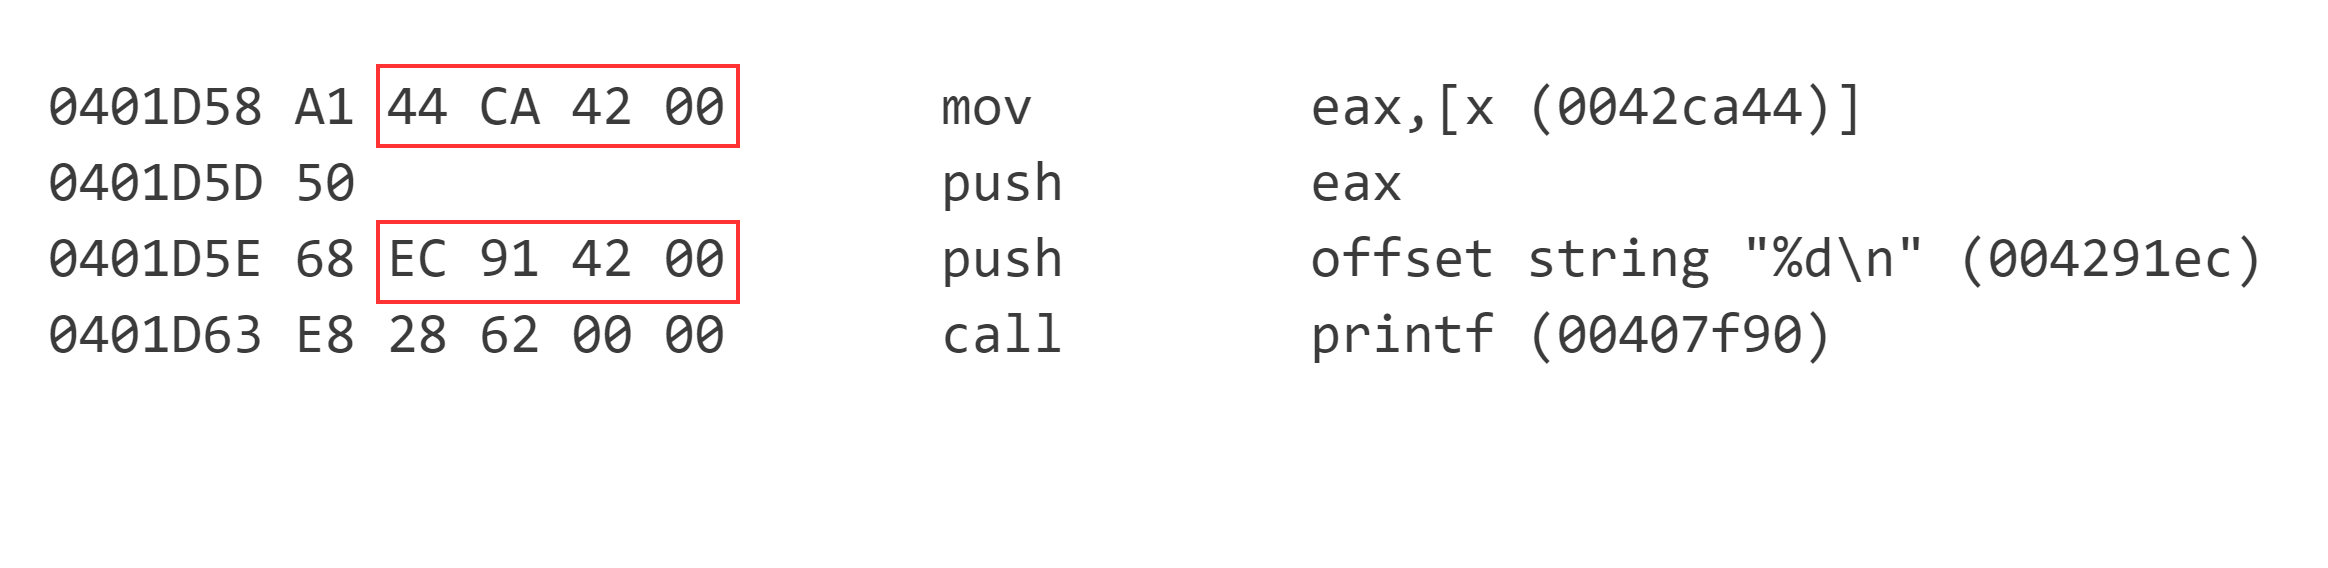 0401D58 A1 44 CA 42 00 mov eax,[x (0042ca44)]
0401D5D 50 push eax
0401D5E 68 EC 91 42 00 push offset string "%d\n" (004291ec)
0401D63 E8 28 62 00 00 call printf (00407f90)